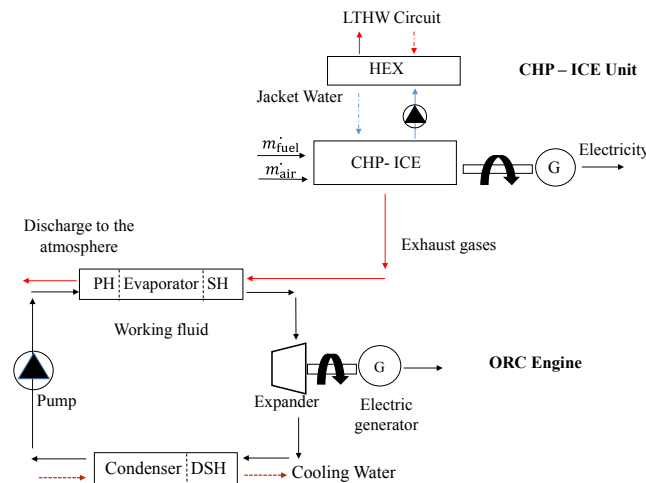 LTHW Circuit
HEX
CHP – ICE Unit
Jacket Water
ṁfuel
ṁair
CHP- ICE
G
Electricity
Discharge to the
atmosphere
Exhaust gases
PH Evaporator SH
Working fluid
G
ORC Engine
Pump
Expander
Electric
generator
Condenser DSH
Cooling Water